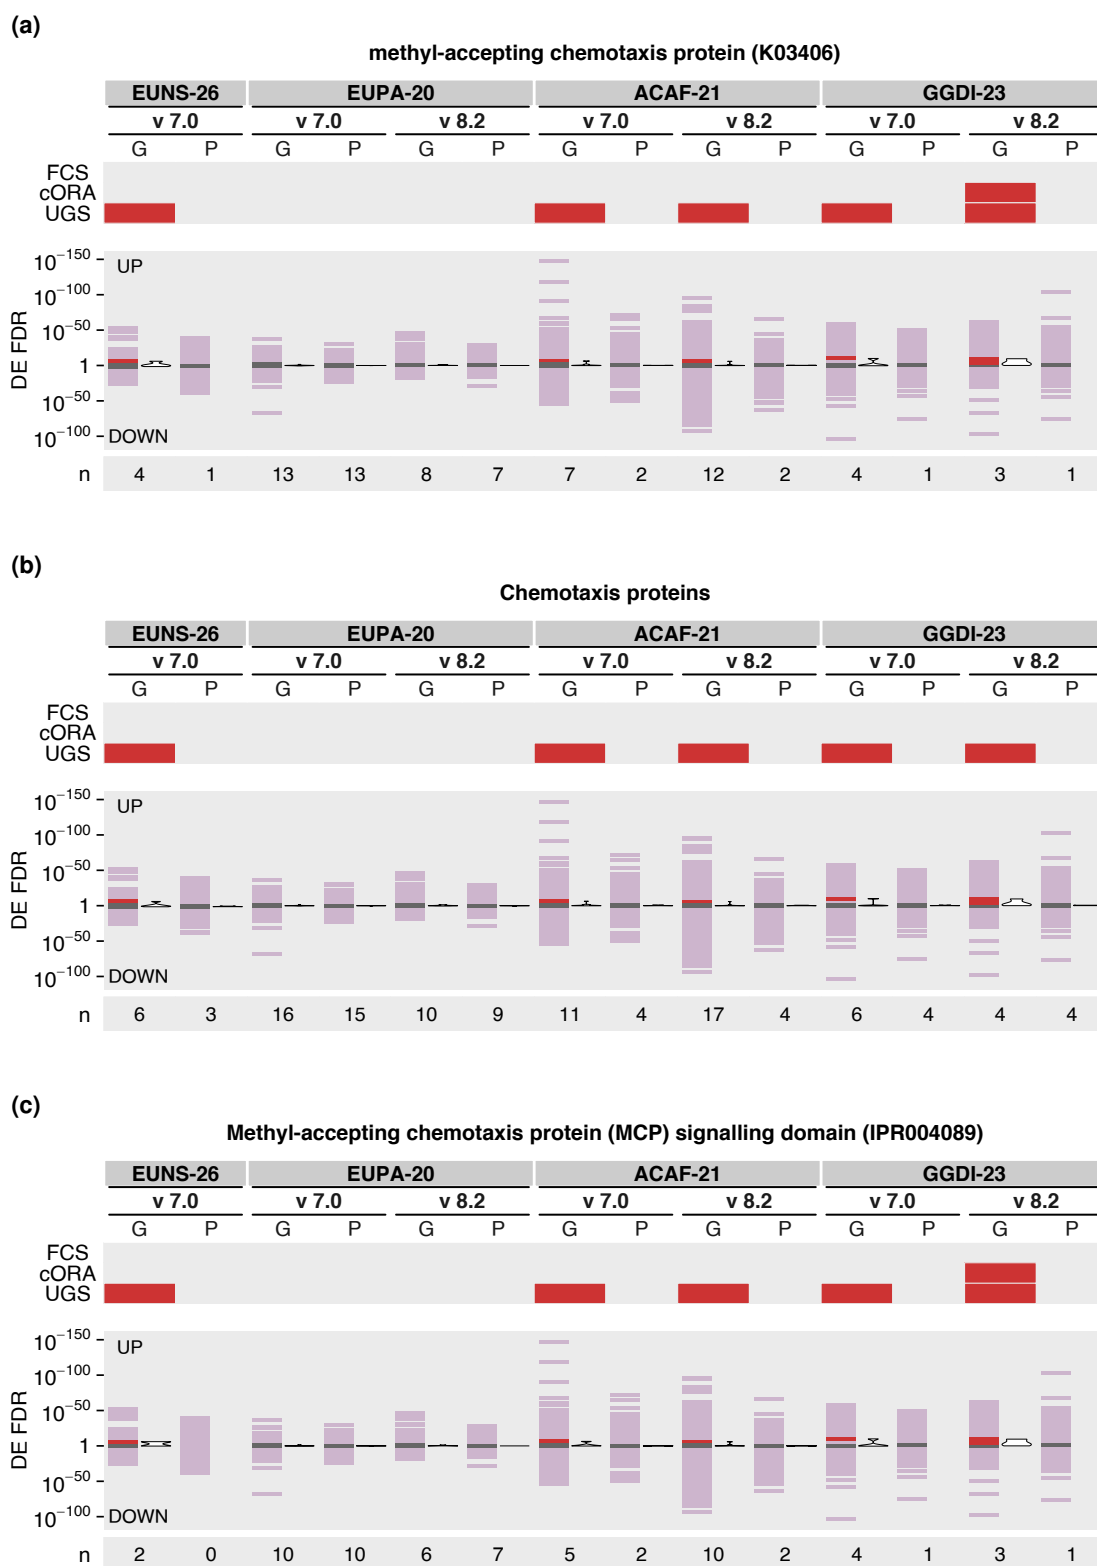 (a)
methyl-accepting chemotaxis protein (K03406)
EUNS-26 EUPA-20 ACAF-21 GGDI-23
v 7.0 v 7.0 v 8.2 v 7.0 v 8.2 v 7.0 v 8.2
G P G P G P G P G P G P G P
FCS
cORA
UGS
10−150
UP
10−100
10−50
1
10−50
10−100
DOWN
DE FDR
n 4 1 13 13 8 7 7 2 12 2 4 1 3 1
(b)
Chemotaxis proteins
EUNS-26 EUPA-20 ACAF-21 GGDI-23
v 7.0 v 7.0 v 8.2 v 7.0 v 8.2 v 7.0 v 8.2
G P G P G P G P G P G P G P
FCS
cORA
UGS
10−150
UP
10−100
10−50
1
10−50
10−100
DOWN
DE FDR
n 6 3 16 15 10 9 11 4 17 4 6 4 4 4
(c)
Methyl-accepting chemotaxis protein (MCP) signalling domain (IPR004089)
EUNS-26 EUPA-20 ACAF-21 GGDI-23
v 7.0 v 7.0 v 8.2 v 7.0 v 8.2 v 7.0 v 8.2
G P G P G P G P G P G P G P
FCS
cORA
UGS
10−150
UP
10−100
10−50
1
10−50
10−100
DOWN
DE FDR
n 2 0 10 10 6 7 5 2 10 2 4 1 3 1